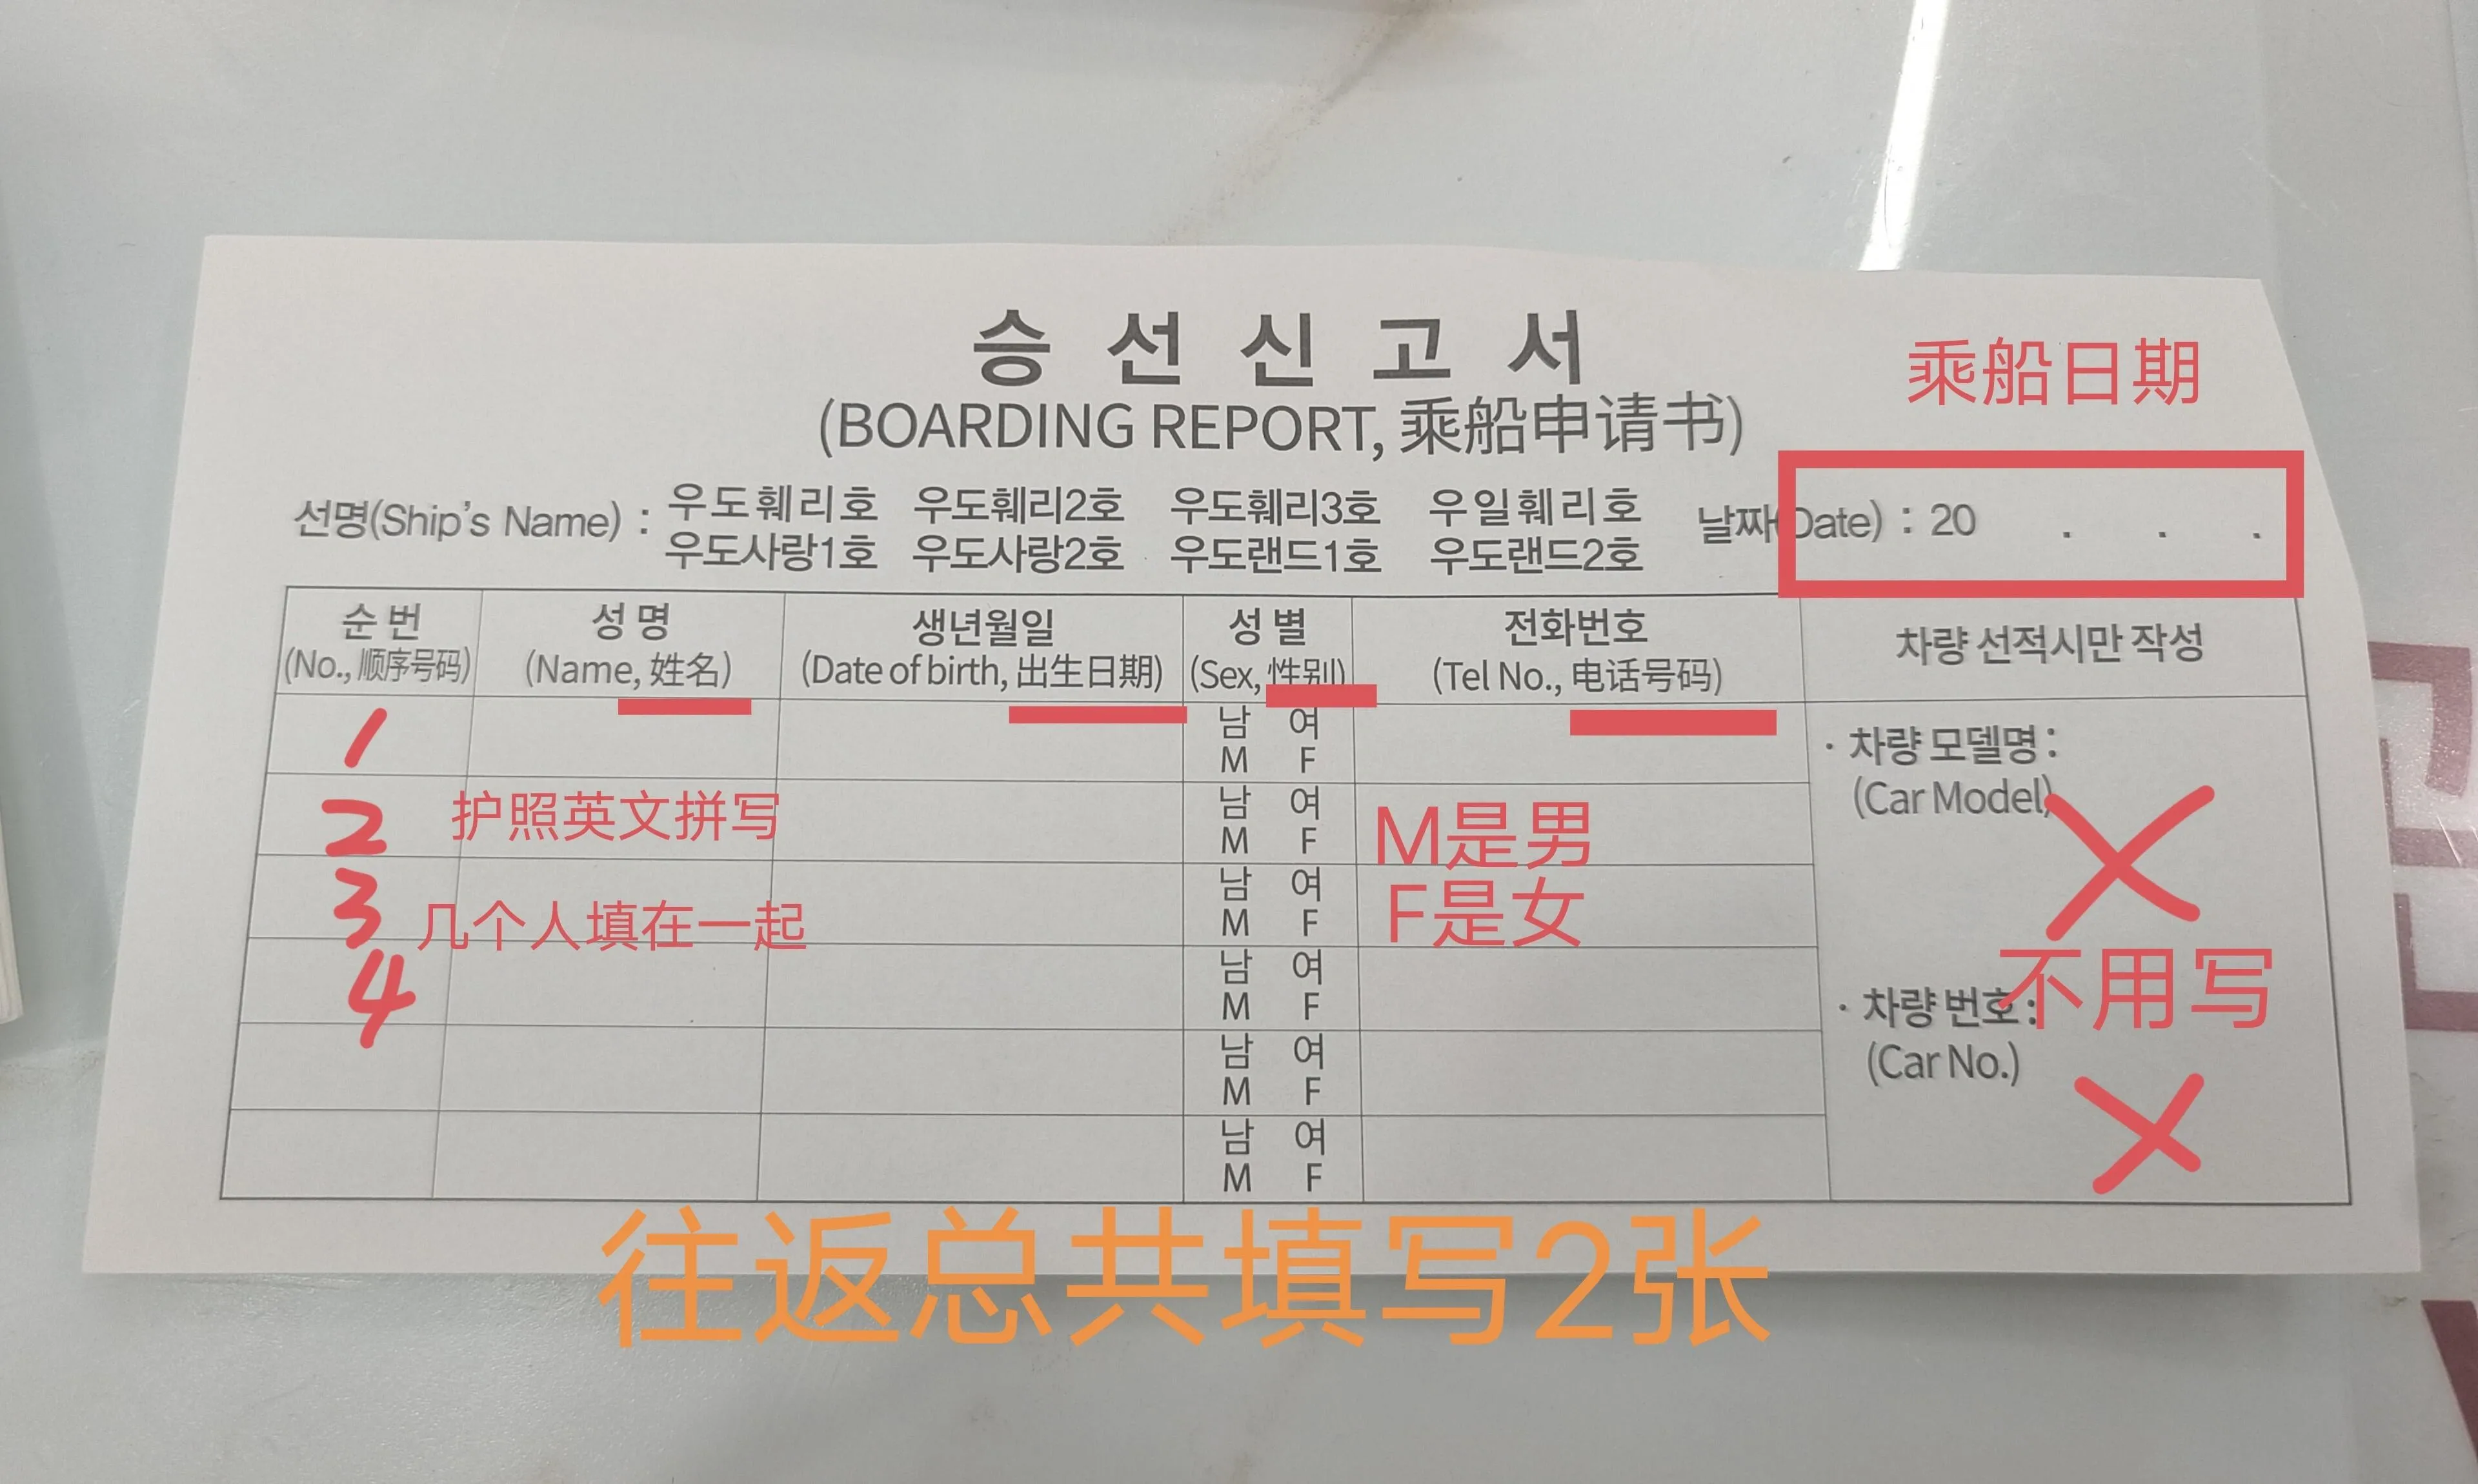 승선신고서
(BOARDING REPORT, 乘船申请书)
乘船日期
선명(Ship's Name) : 우도훼리호 우도훼리2호 우도훼리3호 우일훼리호
우도사랑1호 우도사랑2호 우도랜드1호 우도랜드2호
날짜(Date) : 20 . . .
순번 성명 생년월일 성별 전화번호 차량 선적시만 작성
(No., 顺序号码) (Name, 姓名) (Date of birth, 出生日期) (Sex, 性别) (Tel No., 电话号码)
1 남 여
M F
· 차량 모델명 :
(Car Model)
2 护照英文拼写 남 여
M F
M是男
3 几个人填在一起 남 여
M F
F是女
4 남 여
M F
不用写
· 차량 번호 :
(Car No.)
남 여
M F
남 여
M F
往返总共填写2张